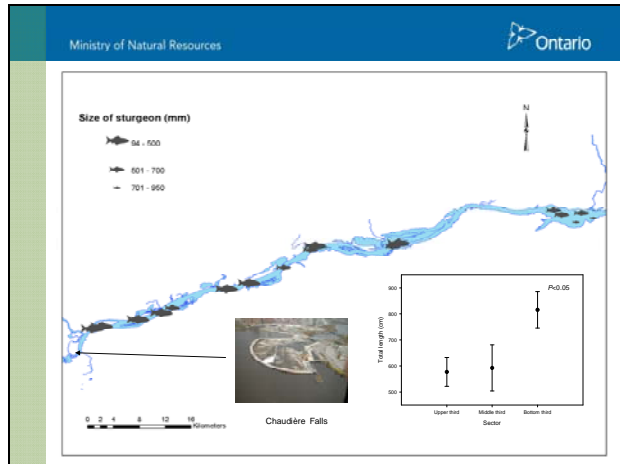 Ministry of Natural Resources
Ontario
Size of sturgeon (mm)
94 - 500
501 - 700
701 - 950
N
900
800
700
600
500
Total length (cm)
P<0.05
Upper third
Middle third
Bottom third
Sector
Chaudière Falls
0 2 4 8 12 16
Kilometers